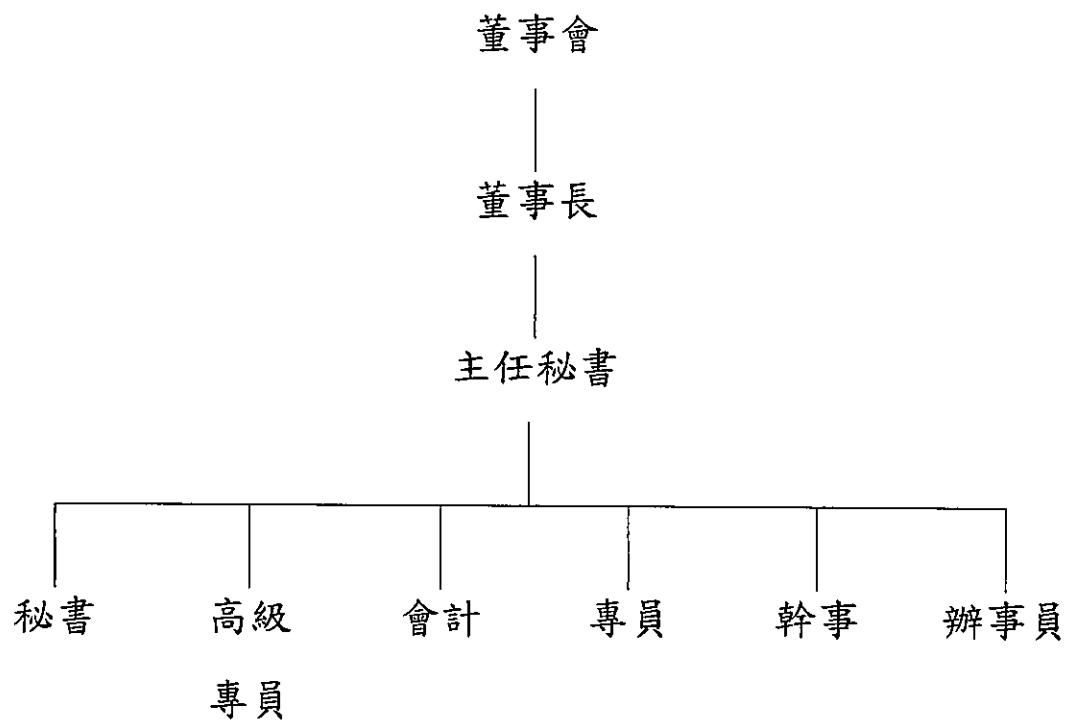 董事會
董事長
主任秘書
秘書 高級 會計 專員 幹事 辦事員
專員